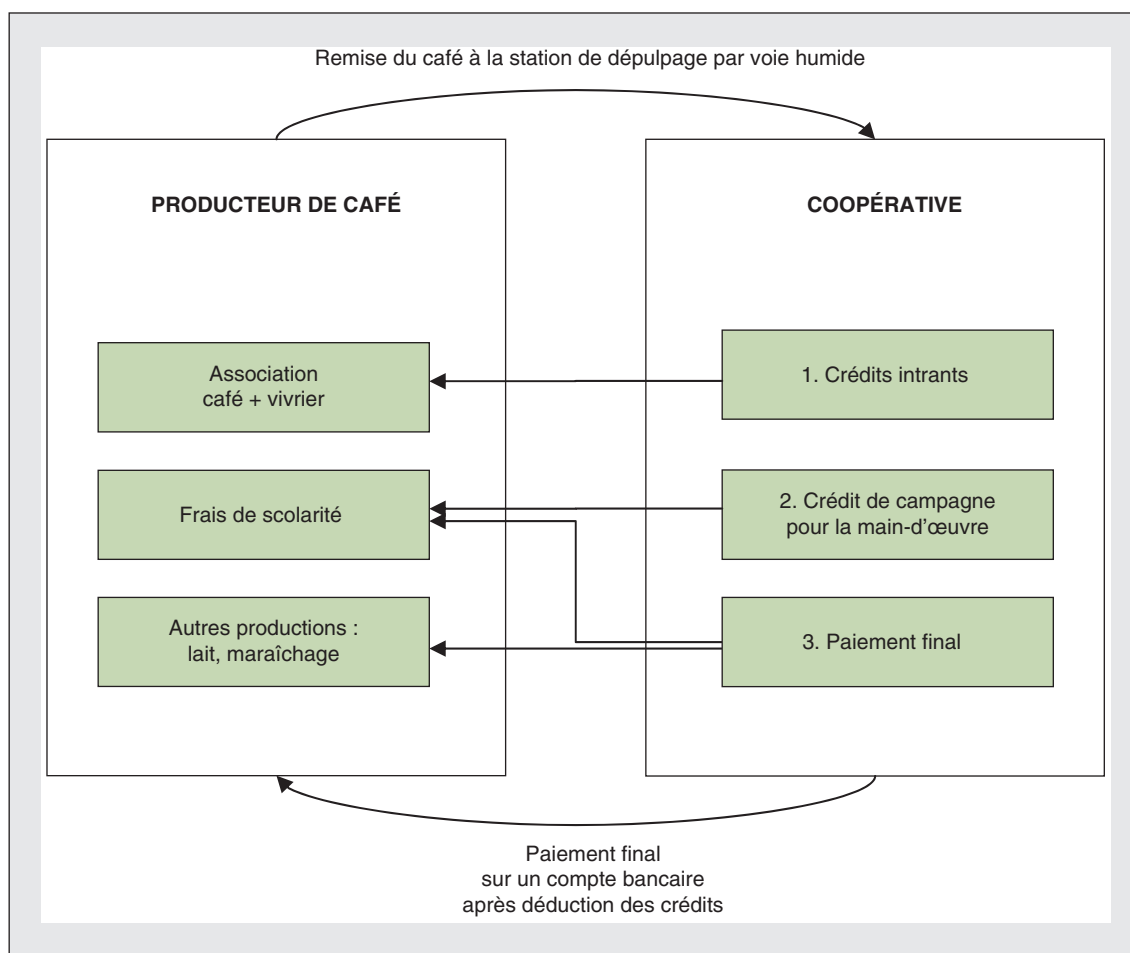 Remise du café à la station de dépulpage par voie humide
PRODUCTEUR DE CAFÉ
COOPÉRATIVE
Association
café + vivrier
1. Crédits intrants
Frais de scolarité
2. Crédit de campagne
pour la main-d'œuvre
Autres productions :
lait, maraîchage
3. Paiement final
Paiement final
sur un compte bancaire
après déduction des crédits